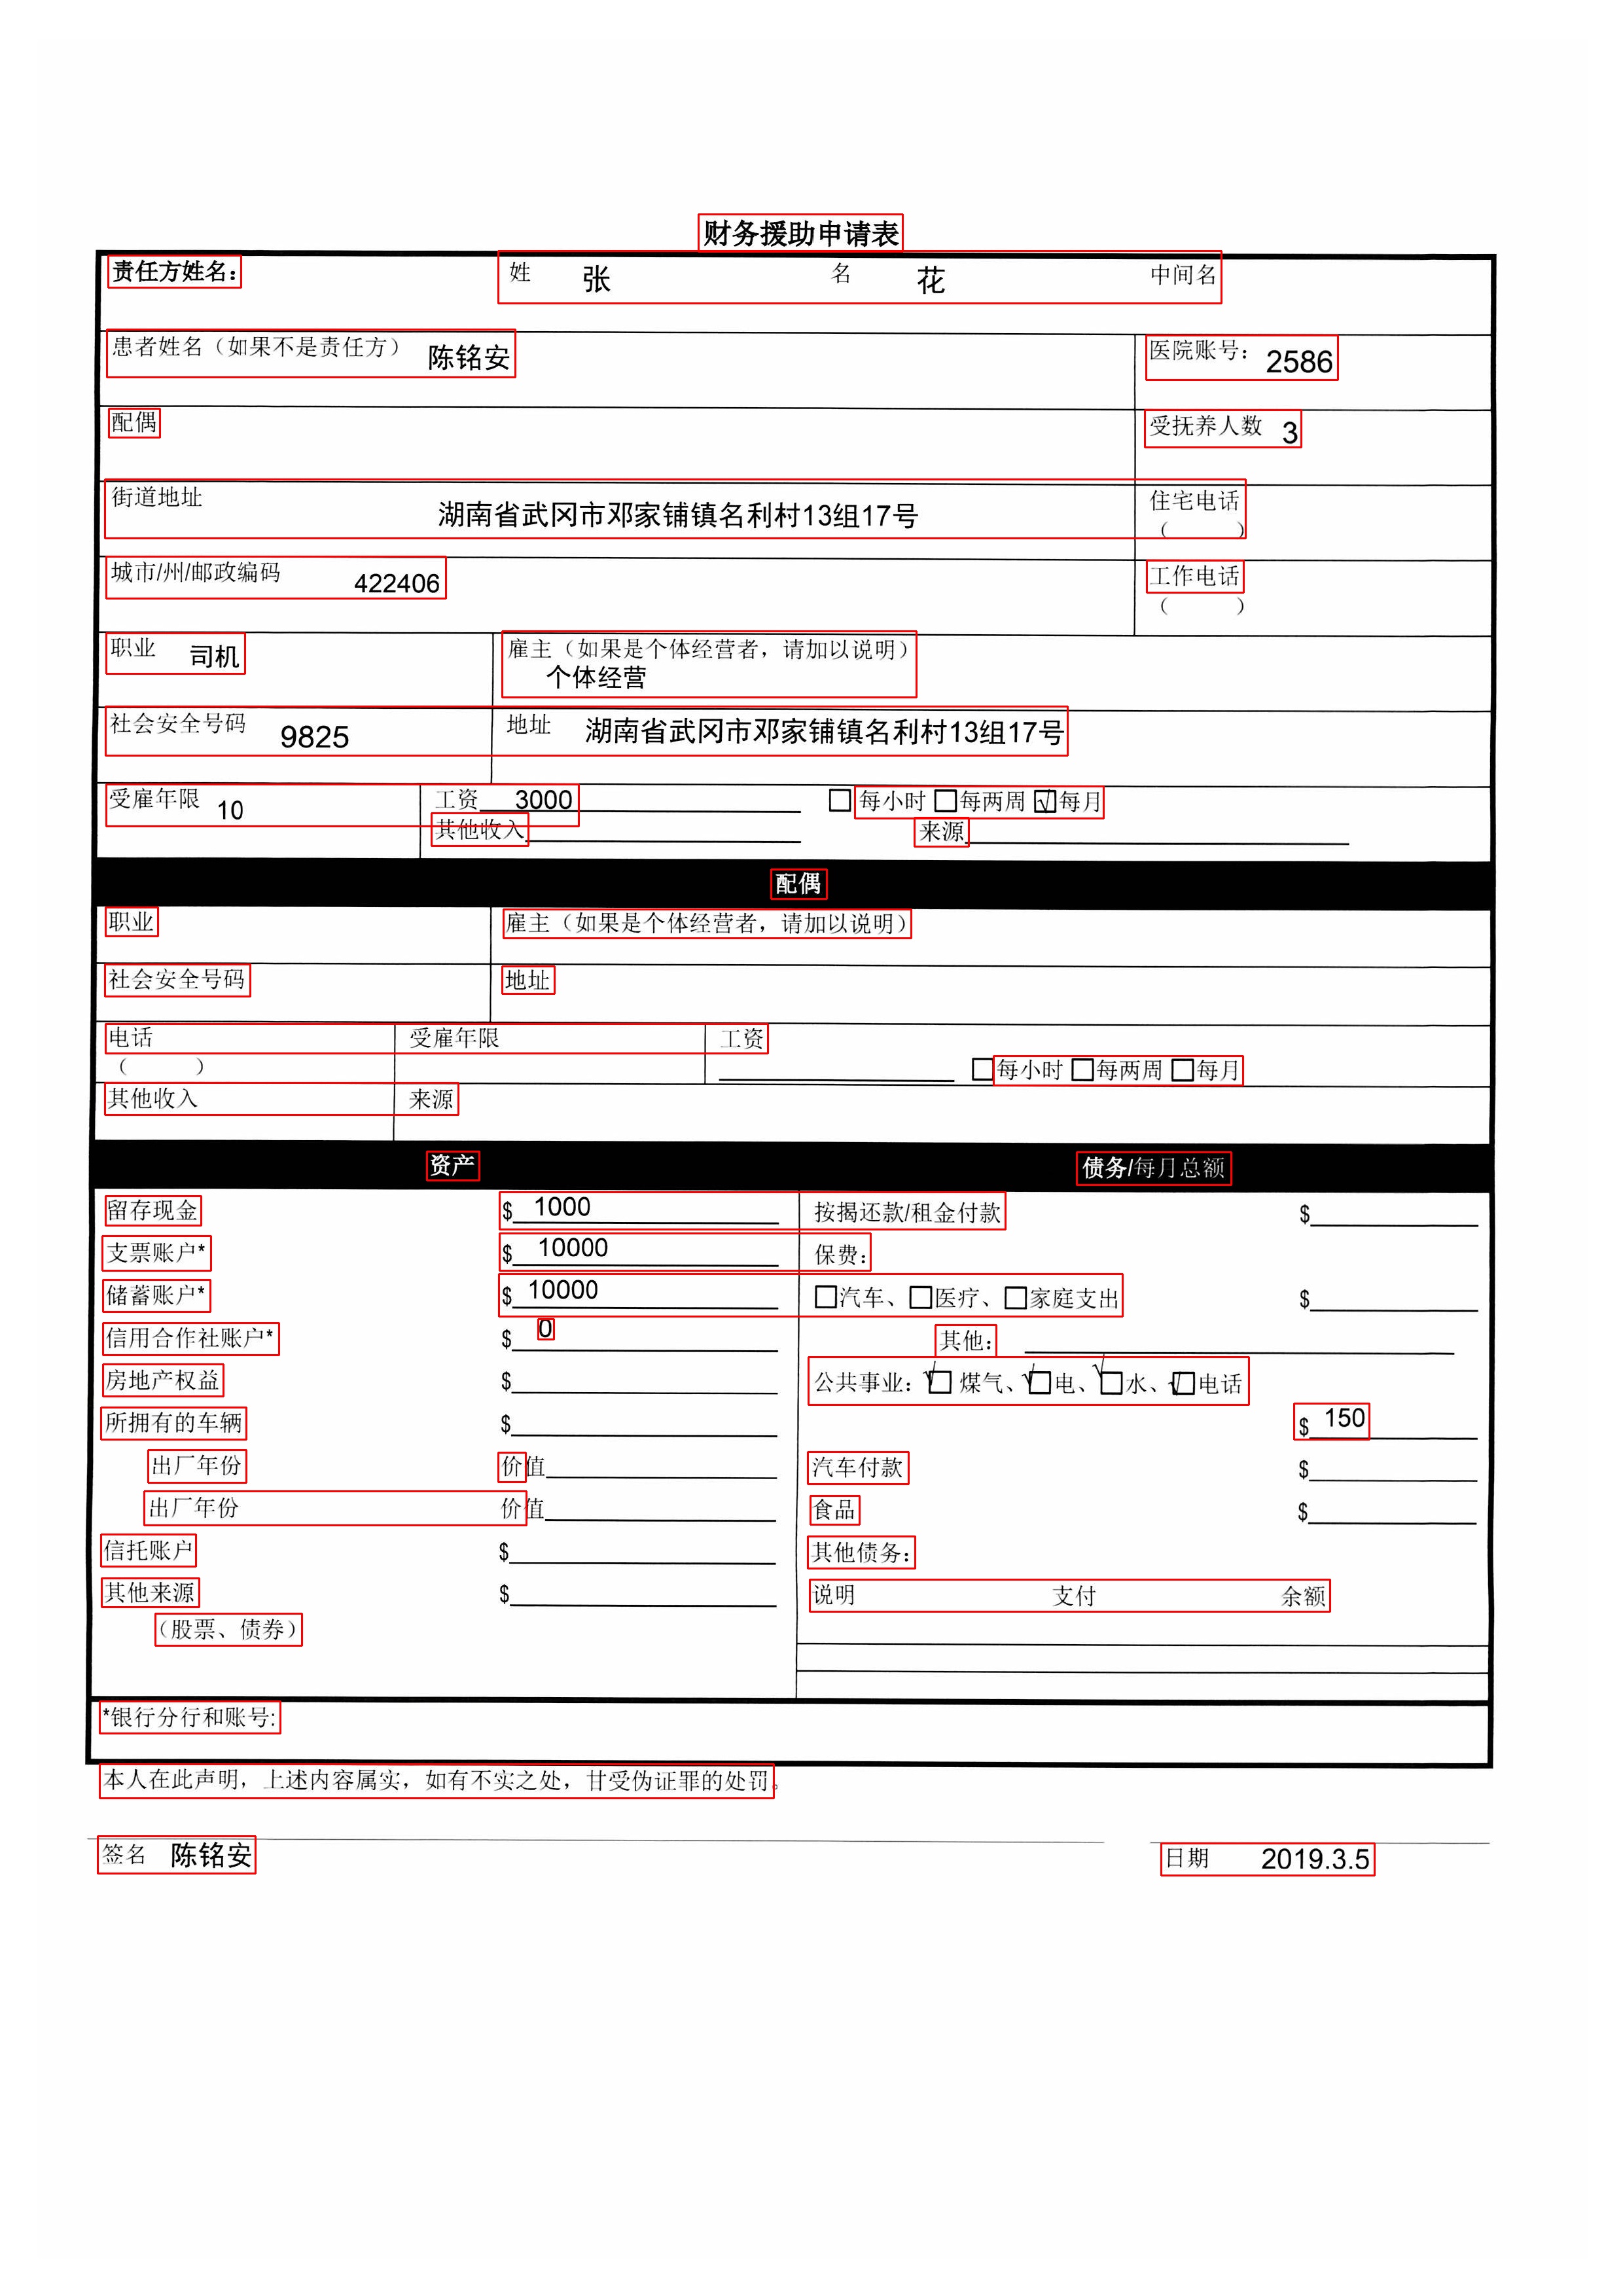 财务援助申请表
责任方姓名： 姓 张 名 花 中间名
患者姓名（如果不是责任方） 陈铭安 医院账号： 2586
配偶 受抚养人数 3
街道地址 湖南省武冈市邓家铺镇名利村13组17号 住宅电话
（ ）
城市/州/邮政编码 422406 工作电话
（ ）
职业 司机 雇主（如果是个体经营者，请加以说明）
个体经营
社会安全号码 9825 地址 湖南省武冈市邓家铺镇名利村13组17号
受雇年限 10 工资 3000 □每小时 □每两周 ☑每月
其他收入 来源
配偶
职业 雇主（如果是个体经营者，请加以说明）
社会安全号码 地址
电话 受雇年限 工资
（ ） □每小时 □每两周 □每月
其他收入 来源
资产 债务/每月总额
留存现金 $ 1000 按揭还款/租金付款 $
支票账户* $ 10000 保费：
储蓄账户* $ 10000 □汽车、□医疗、□家庭支出 $
信用合作社账户* $ 0 其他：
房地产权益 $ 公共事业：☑煤气、☑电、☑水、☑电话
所拥有的车辆 $ $ 150
出厂年份 价值 汽车付款 $
出厂年份 价值 食品 $
信托账户 $ 其他债务：
其他来源 $ 说明 支付 余额
（股票、债券）
*银行分行和账号:
本人在此声明，上述内容属实，如有不实之处，甘受伪证罪的处罚。
签名 陈铭安 日期 2019.3.5